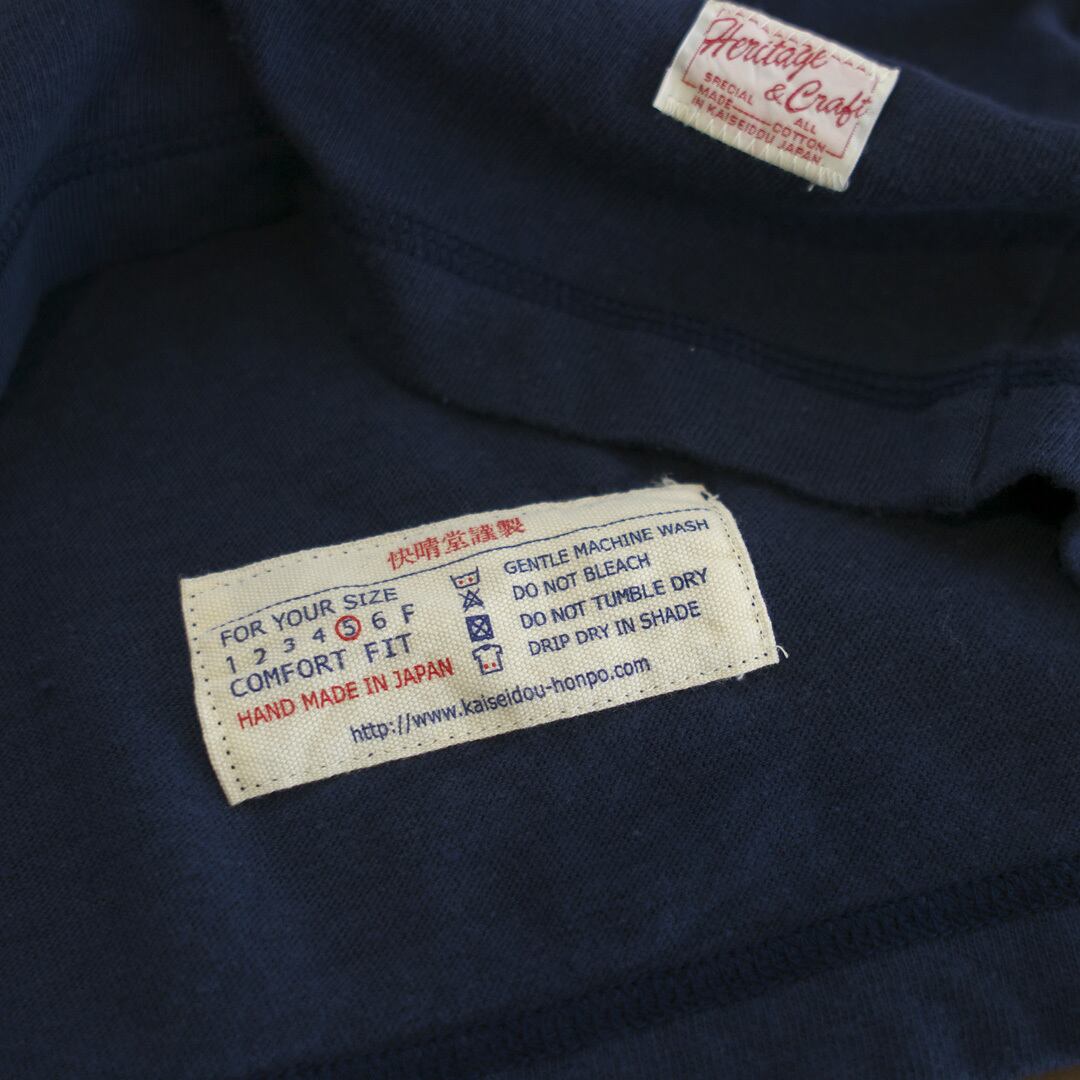 Heritage
& Craft
SPECIAL ALL
MADE COTTON
IN KAISEIDOU JAPAN
快晴堂謹製
FOR YOUR SIZE
1 2 3 4 5 6 F
COMFORT FIT
HAND MADE IN JAPAN
GENTLE MACHINE WASH
DO NOT BLEACH
DO NOT TUMBLE DRY
DRIP DRY IN SHADE
http://www.kaiseidou-honpo.com